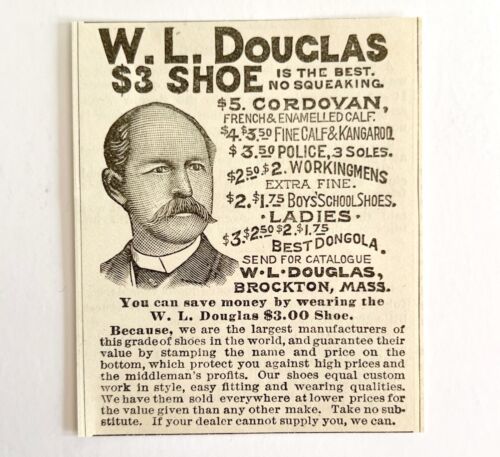 W. L. DOUGLAS
$3 SHOE IS THE BEST.
NO SQUEAKING.
$5. CORDOVAN,
FRENCH & ENAMELLED CALF.
$4. $3.50 FINE CALF & KANGAROO.
$3.50 POLICE, 3 SOLES.
$2.50 $2. WORKINGMENS
EXTRA FINE.
$2. $1.75 BOYS' SCHOOL SHOES.
• LADIES •
$3. $2.50 $2. $1.75
BEST DONGOLA.
SEND FOR CATALOGUE
W•L•DOUGLAS,
BROCKTON, MASS.
You can save money by wearing the
W. L. Douglas $3.00 Shoe.
Because, we are the largest manufacturers of
this grade of shoes in the world, and guarantee their
value by stamping the name and price on the
bottom, which protect you against high prices and
the middleman's profits. Our shoes equal custom
work in style, easy fitting and wearing qualities.
We have them sold everywhere at lower prices for
the value given than any other make. Take no sub-
stitute. If your dealer cannot supply you, we can.